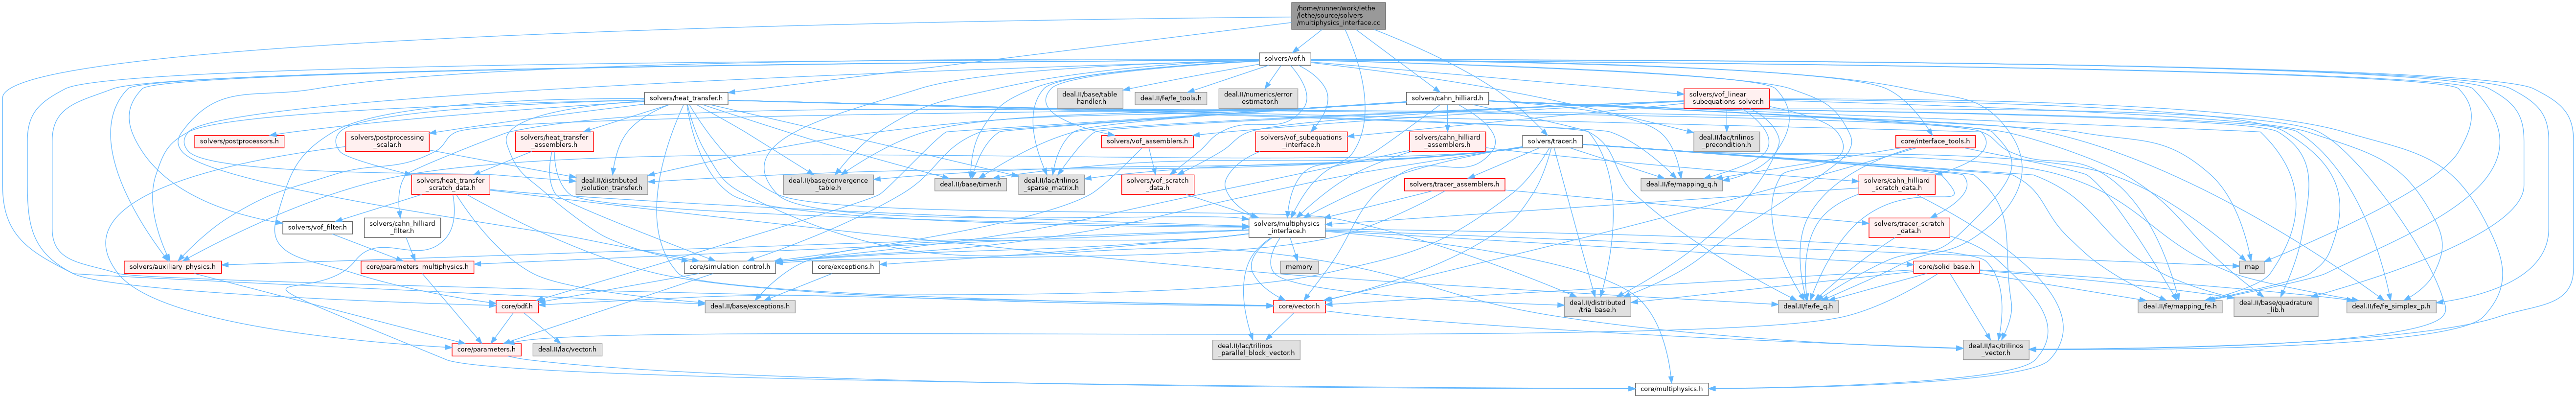 /home/runner/work/lethe
/lethe/source/solvers
/multiphysics_interface.cc
solvers/vof.h
deal.II/base/table
_handler.h
deal.II/fe/fe_tools.h
deal.II/numerics/error
_estimator.h
solvers/heat_transfer.h
solvers/cahn_hilliard.h
solvers/vof_linear
_subequations_solver.h
solvers/postprocessors.h
solvers/postprocessing
_scalar.h
solvers/heat_transfer
_assemblers.h
solvers/vof_assemblers.h
solvers/vof_subequations
_interface.h
solvers/cahn_hilliard
_assemblers.h
solvers/tracer.h
deal.II/lac/trilinos
_precondition.h
core/interface_tools.h
solvers/heat_transfer
_scratch_data.h
deal.II/distributed
/solution_transfer.h
deal.II/base/convergence
_table.h
deal.II/base/timer.h
deal.II/lac/trilinos
_sparse_matrix.h
solvers/vof_scratch
_data.h
solvers/tracer_assemblers.h
deal.II/fe/mapping_q.h
solvers/cahn_hilliard
_scratch_data.h
solvers/vof_filter.h
solvers/cahn_hilliard
_filter.h
solvers/multiphysics
_interface.h
solvers/tracer_scratch
_data.h
solvers/auxiliary_physics.h
core/parameters_multiphysics.h
core/simulation_control.h
core/exceptions.h
memory
core/solid_base.h
map
core/bdf.h
deal.II/base/exceptions.h
core/vector.h
deal.II/distributed
/tria_base.h
deal.II/fe/fe_q.h
deal.II/fe/mapping_fe.h
deal.II/base/quadrature
_lib.h
deal.II/fe/fe_simplex_p.h
core/parameters.h
deal.II/lac/vector.h
deal.II/lac/trilinos
_parallel_block_vector.h
deal.II/lac/trilinos
_vector.h
core/multiphysics.h